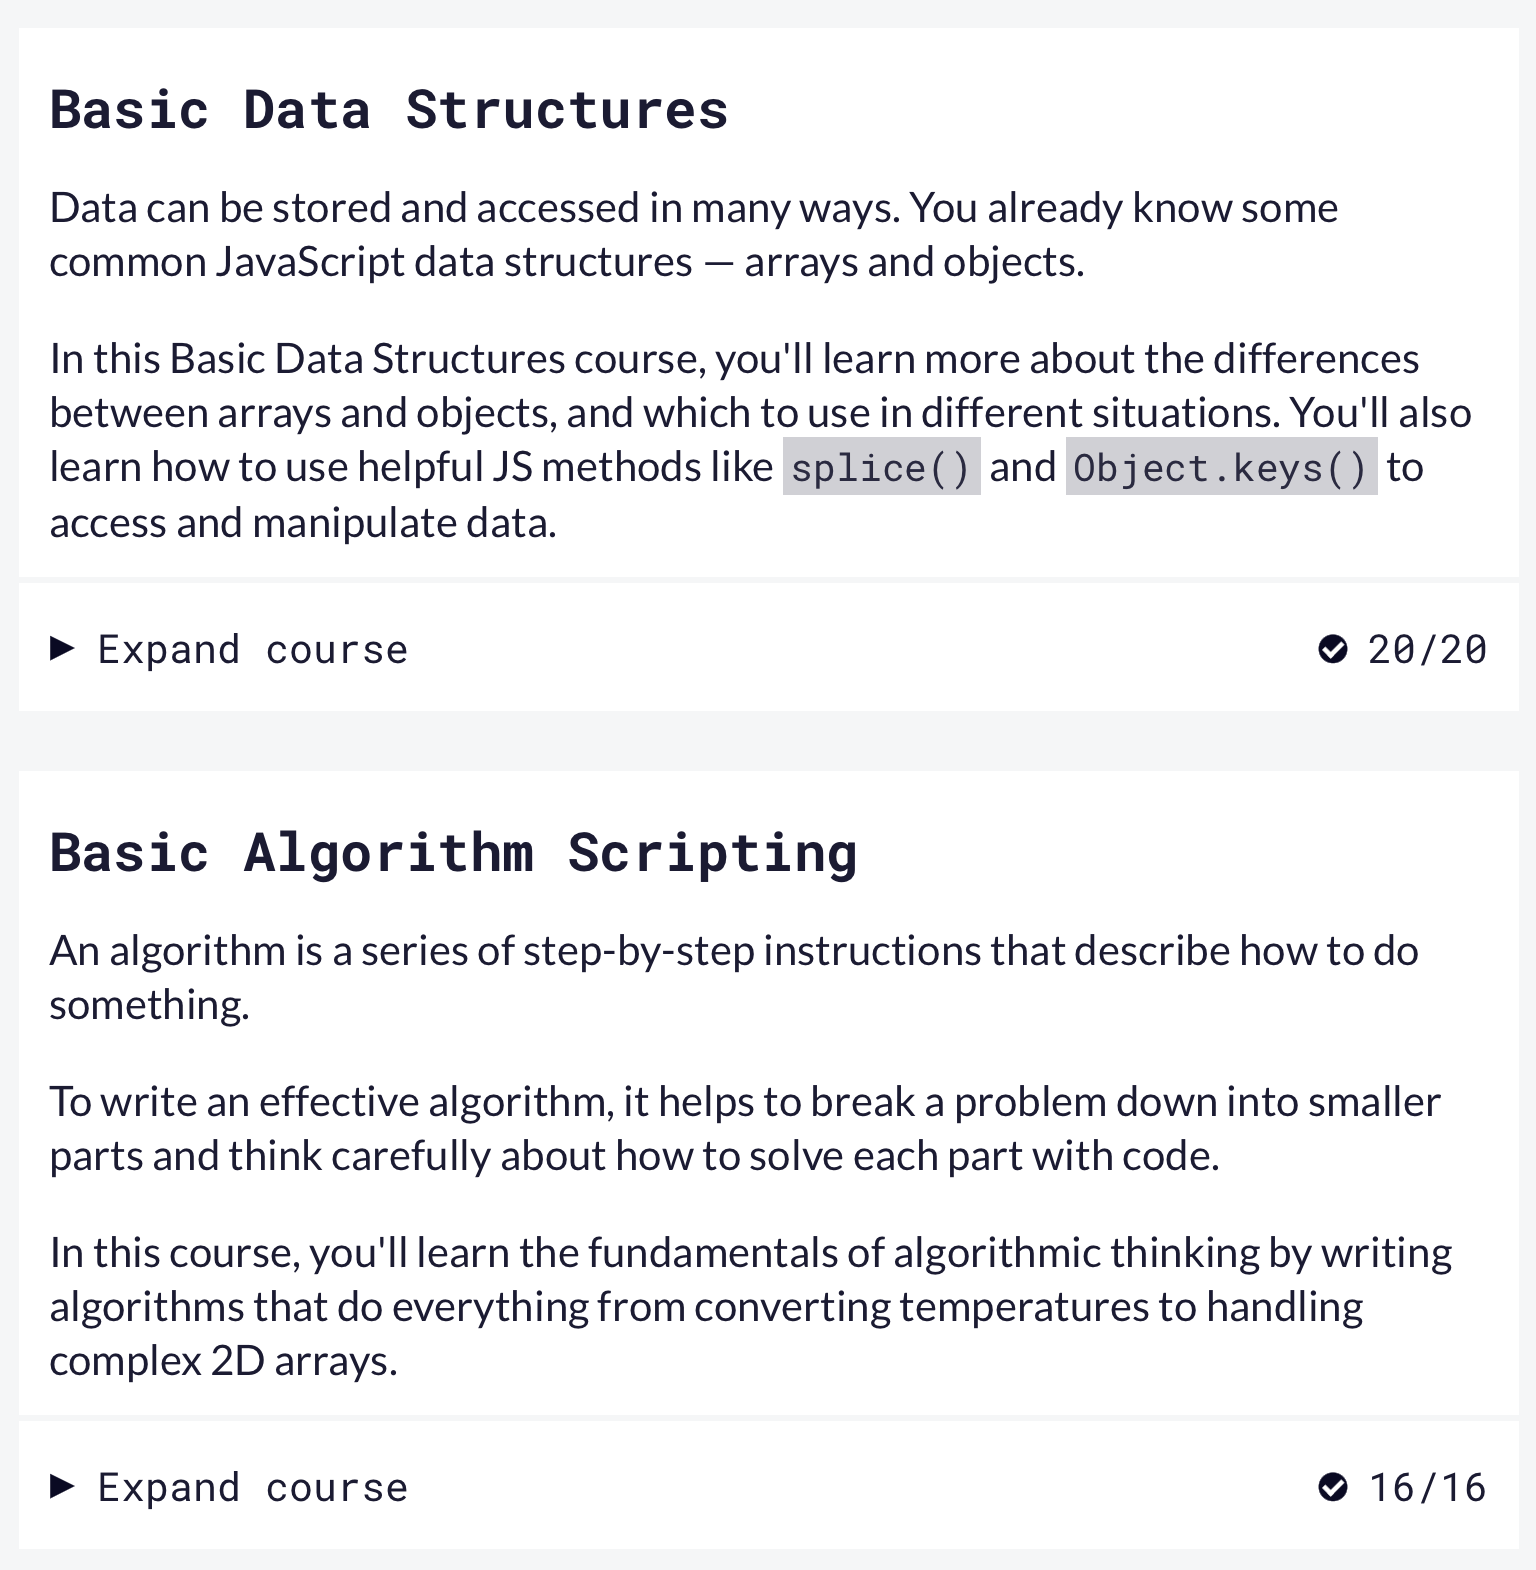 Basic Data Structures
Data can be stored and accessed in many ways. You already know some
common JavaScript data structures — arrays and objects.
In this Basic Data Structures course, you'll learn more about the differences
between arrays and objects, and which to use in different situations. You'll also
learn how to use helpful JS methods like splice() and Object.keys() to
access and manipulate data.
Expand course 20/20
Basic Algorithm Scripting
An algorithm is a series of step-by-step instructions that describe how to do
something.
To write an effective algorithm, it helps to break a problem down into smaller
parts and think carefully about how to solve each part with code.
In this course, you'll learn the fundamentals of algorithmic thinking by writing
algorithms that do everything from converting temperatures to handling
complex 2D arrays.
Expand course 16/16